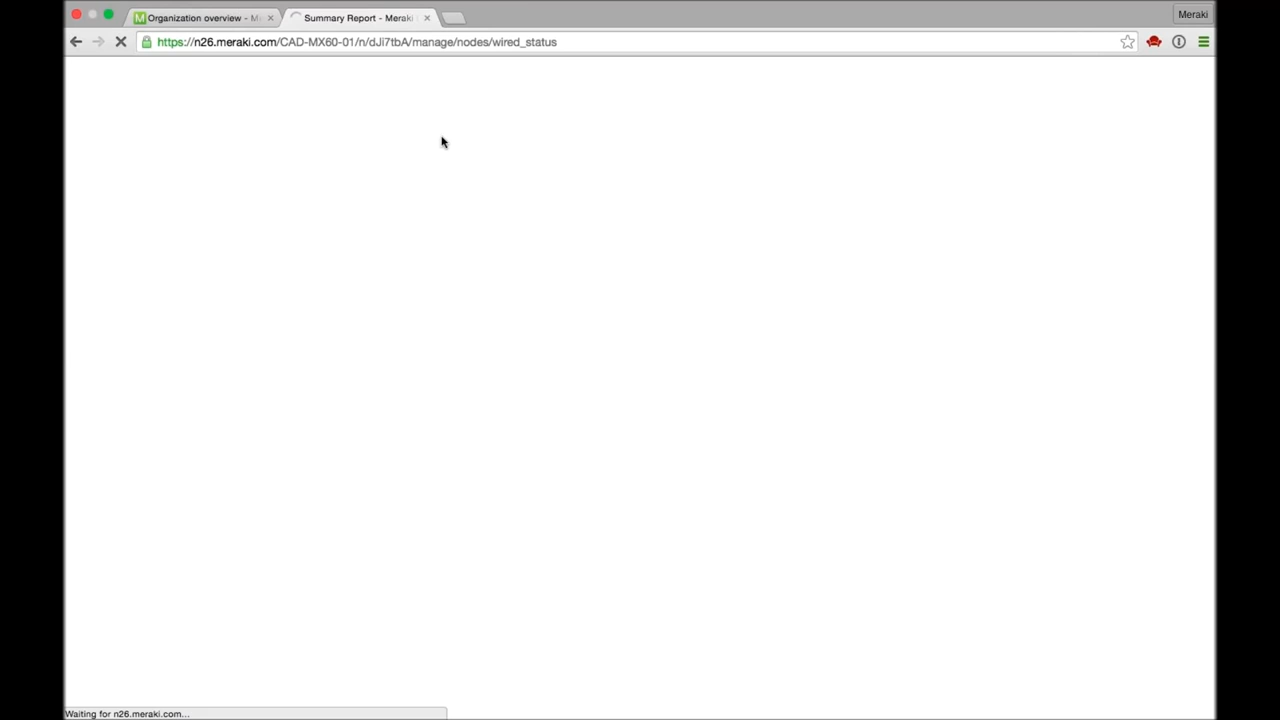 Organization overview - M
Summary Report - Meraki
Meraki
https://n26.meraki.com/CAD-MX60-01/n/dJi7tbA/manage/nodes/wired_status
Waiting for n26.meraki.com...